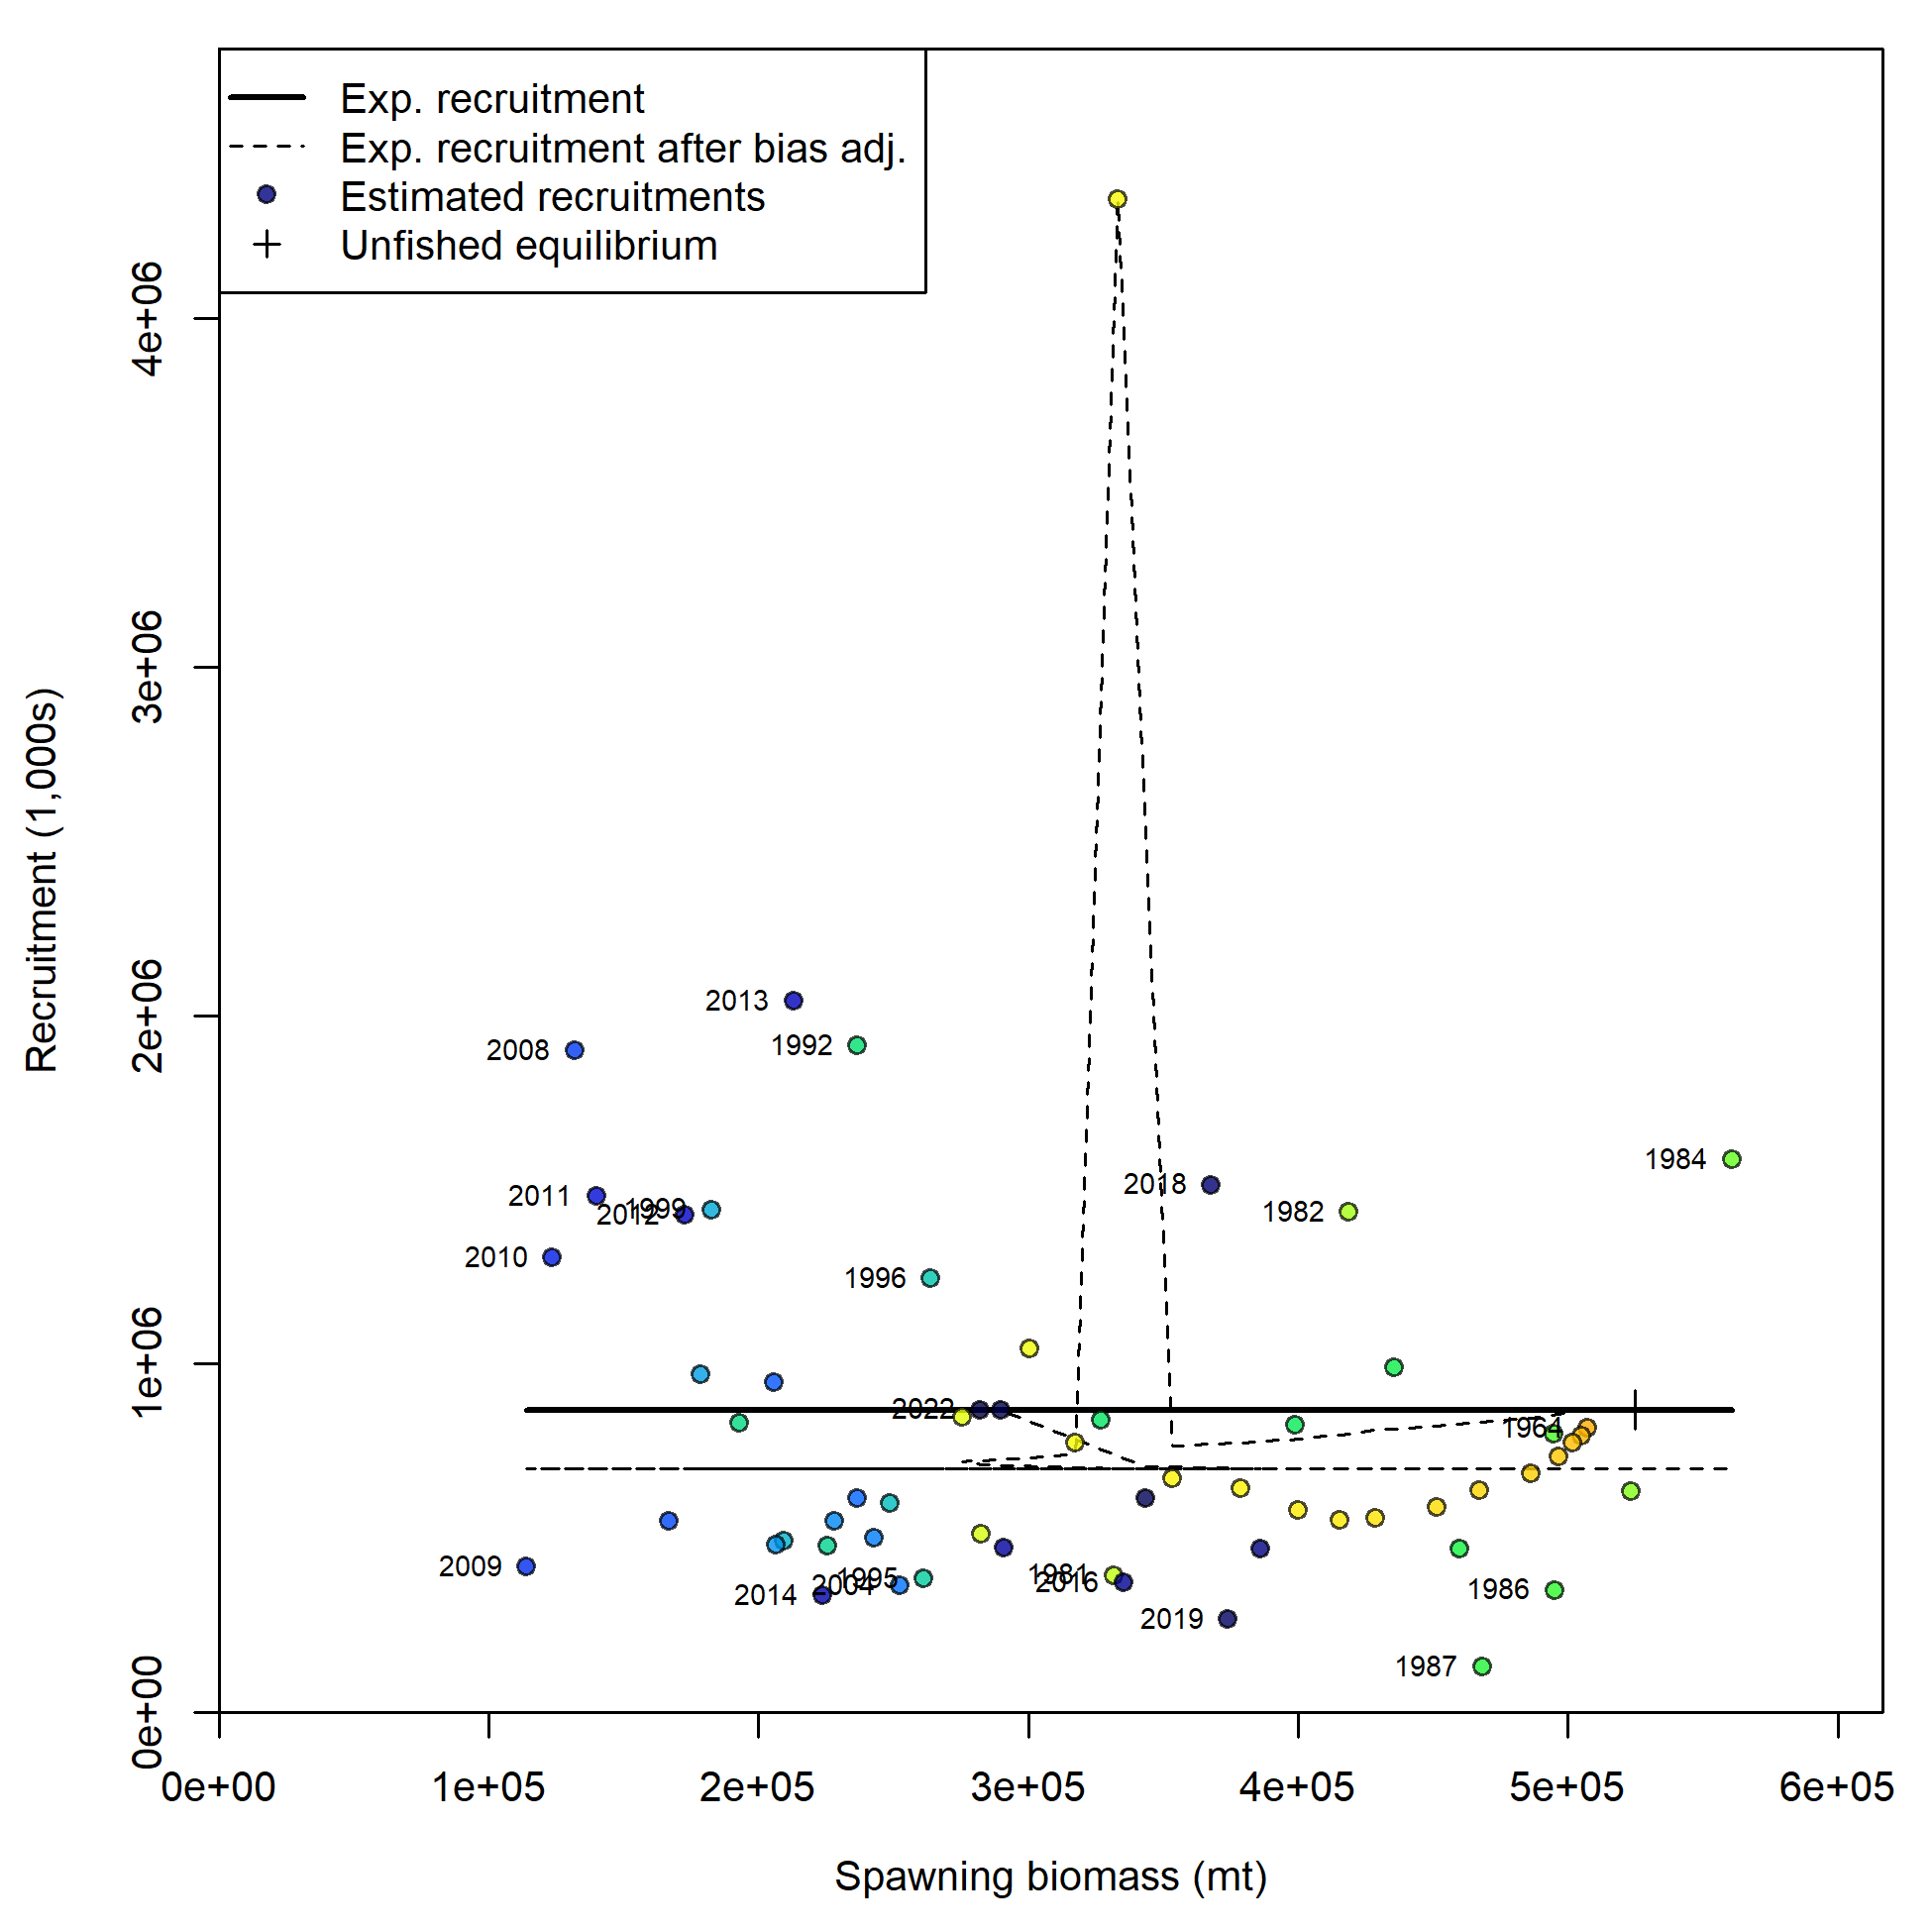 Exp. recruitment
Exp. recruitment after bias adj.
Estimated recruitments
Unfished equilibrium
4e+06
3e+06
2e+06
1e+06
0e+00
Recruitment (1,000s)
2013
2008
1992
1984
2018
2011
1999
2012
1982
2010
1996
2022
1964
2009
1981
1995
2016
2004
2014
1986
2019
1987
0e+00 1e+05 2e+05 3e+05 4e+05 5e+05 6e+05
Spawning biomass (mt)